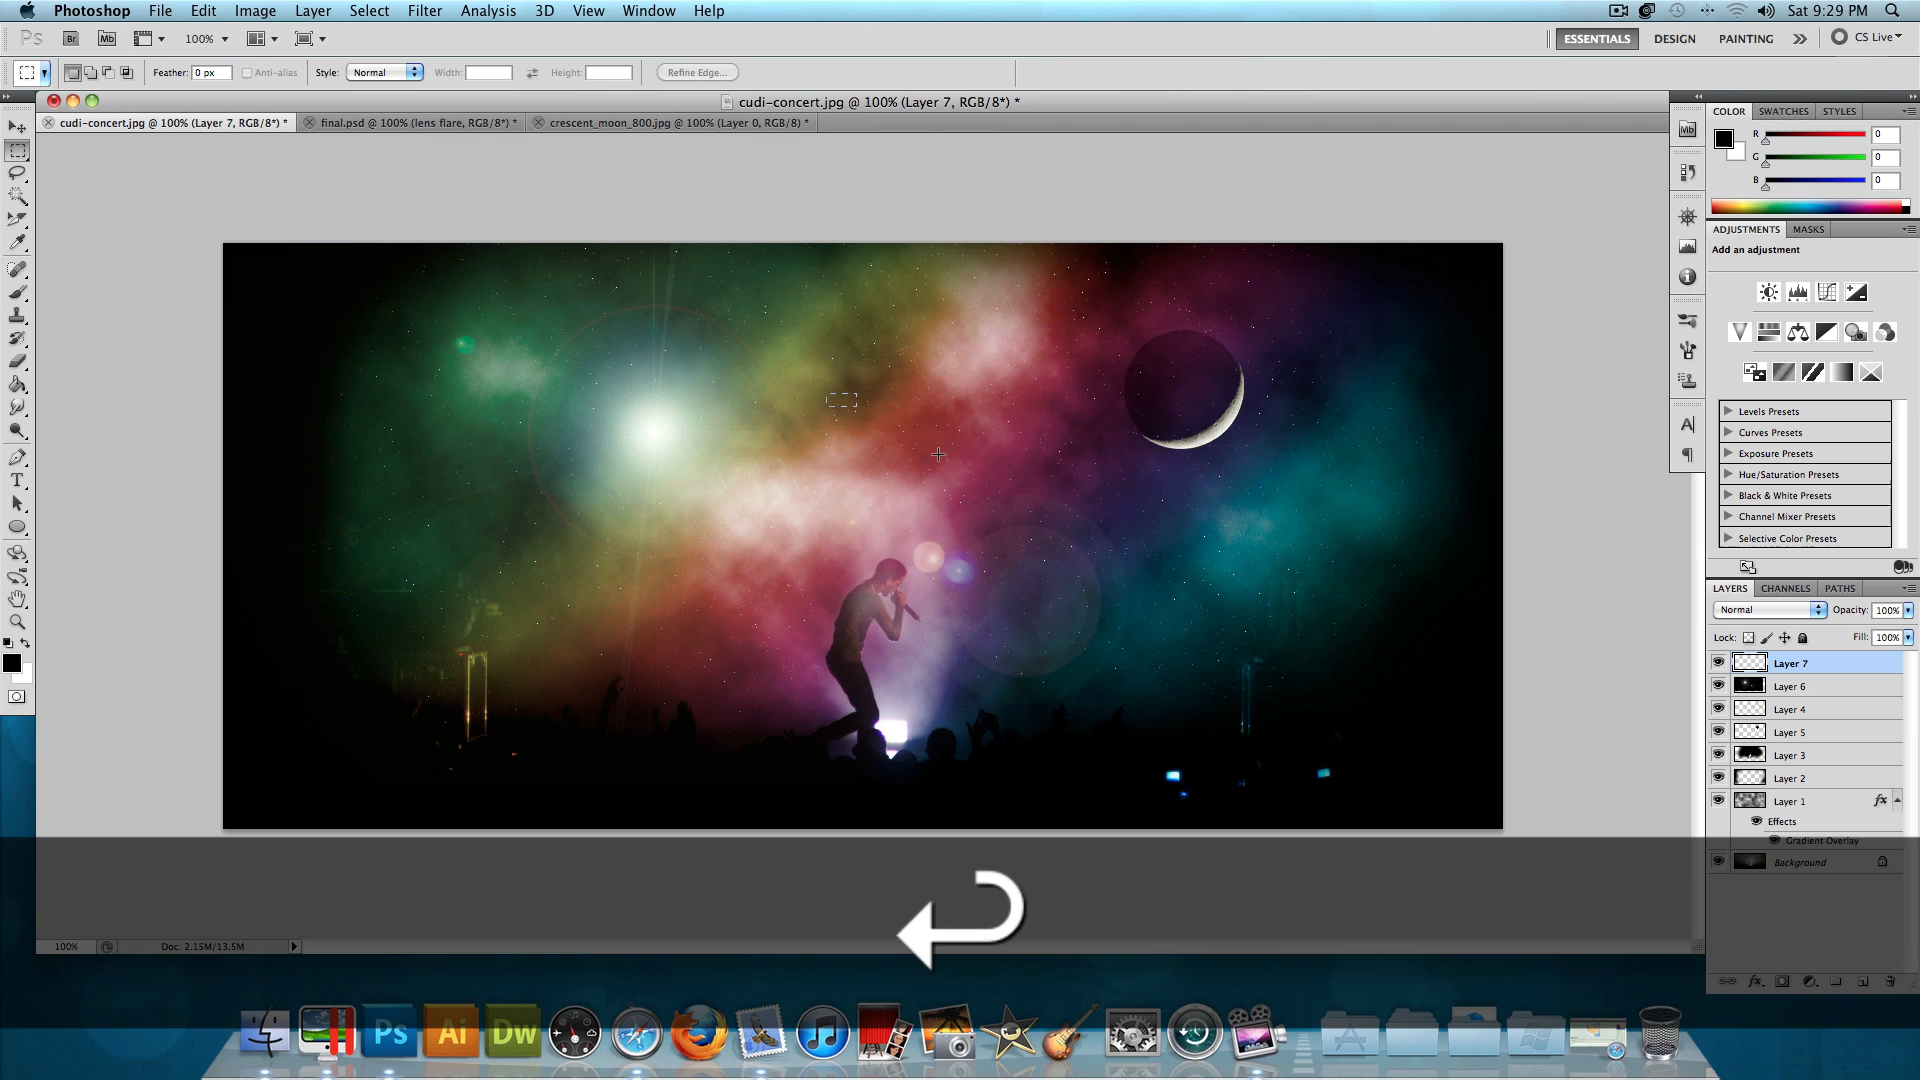 Photoshop File Edit Image Layer Select Filter Analysis 3D View Window Help Sat 9:29 PM
Ps Br Mb 100% ESSENTIALS DESIGN PAINTING CS Live
Feather: 0 px Anti-alias Style: Normal Width: Height: Refine Edge...
cudi-concert.jpg @ 100% (Layer 7, RGB/8*) *
cudi-concert.jpg @ 100% (Layer 7, RGB/8*) * final.psd @ 100% (lens flare, RGB/8*) * crescent_moon_800.jpg @ 100% (Layer 0, RGB/8) *
COLOR SWATCHES STYLES
Mb
R 0
G 0
B 0
ADJUSTMENTS MASKS
Add an adjustment
Levels Presets
Curves Presets
Exposure Presets
Hue/Saturation Presets
Black & White Presets
Channel Mixer Presets
Selective Color Presets
LAYERS CHANNELS PATHS
Normal Opacity: 100%
Lock: Fill: 100%
Layer 7
Layer 6
Layer 4
Layer 5
Layer 3
Layer 2
Layer 1 fx
Effects
Gradient Overlay
Background
100% Doc: 2.15M/13.5M
fx
Ps Ai Dw